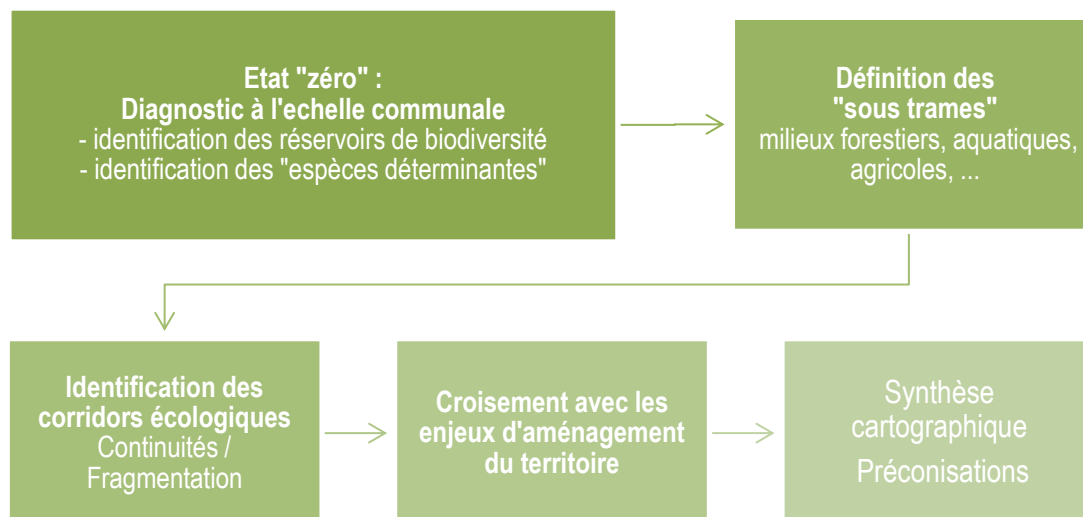 Etat "zéro" :
Diagnostic à l'echelle communale
- identification des réservoirs de biodiversité
- identification des "espèces déterminantes"
Définition des
"sous trames"
milieux forestiers, aquatiques,
agricoles, ...
Identification des
corridors écologiques
Continuités /
Fragmentation
Croisement avec les
enjeux d'aménagement
du territoire
Synthèse
cartographique
Préconisations